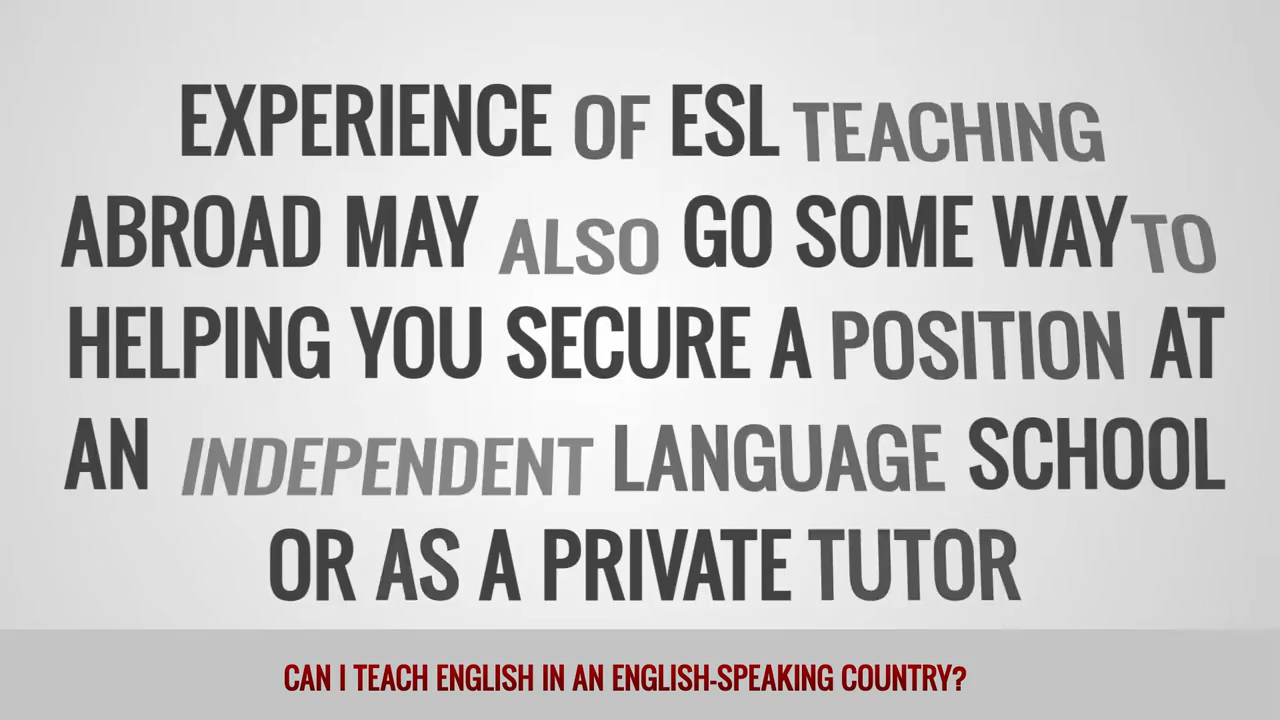 EXPERIENCE OF ESL TEACHING
ABROAD MAY ALSO GO SOME WAY TO
HELPING YOU SECURE A POSITION AT
AN INDEPENDENT LANGUAGE SCHOOL
OR AS A PRIVATE TUTOR
CAN I TEACH ENGLISH IN AN ENGLISH-SPEAKING COUNTRY?